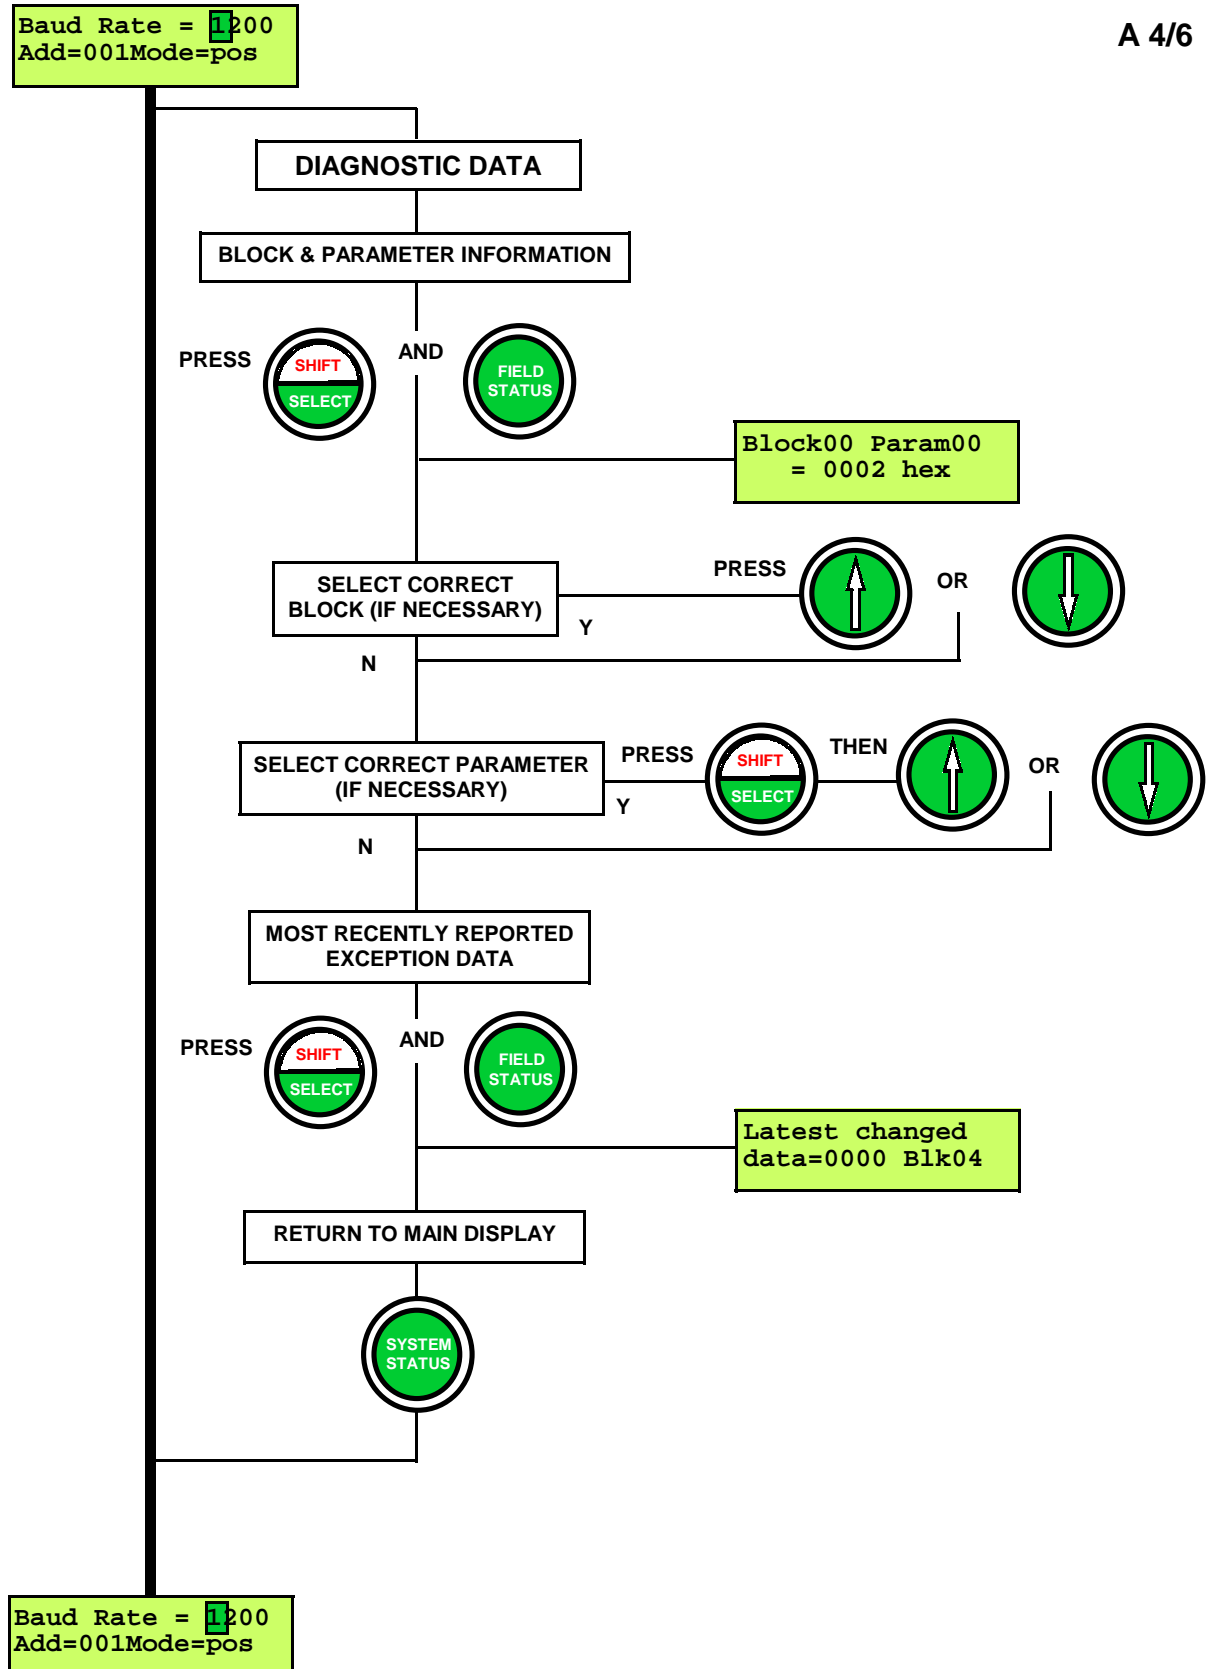 Baud Rate = 1200
Add=001Mode=pos
A 4/6
DIAGNOSTIC DATA
BLOCK & PARAMETER INFORMATION
PRESS
SHIFT
SELECT
AND
FIELD
STATUS
Block00 Param00
= 0002 hex
SELECT CORRECT
BLOCK (IF NECESSARY)
Y
PRESS
OR
N
SELECT CORRECT PARAMETER
(IF NECESSARY)
Y
PRESS
SHIFT
SELECT
THEN
OR
N
MOST RECENTLY REPORTED
EXCEPTION DATA
PRESS
SHIFT
SELECT
AND
FIELD
STATUS
Latest changed
data=0000 Blk04
RETURN TO MAIN DISPLAY
SYSTEM
STATUS
Baud Rate = 1200
Add=001Mode=pos